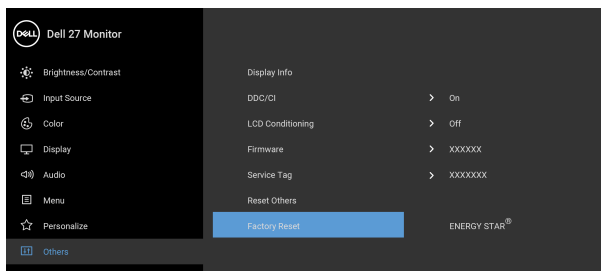 DELL Dell 27 Monitor
Brightness/Contrast Display Info
Input Source DDC/CI > On
Color LCD Conditioning > Off
Display Firmware > XXXXXX
Audio Service Tag > XXXXXXX
Menu Reset Others
Personalize Factory Reset ENERGY STAR®
Others